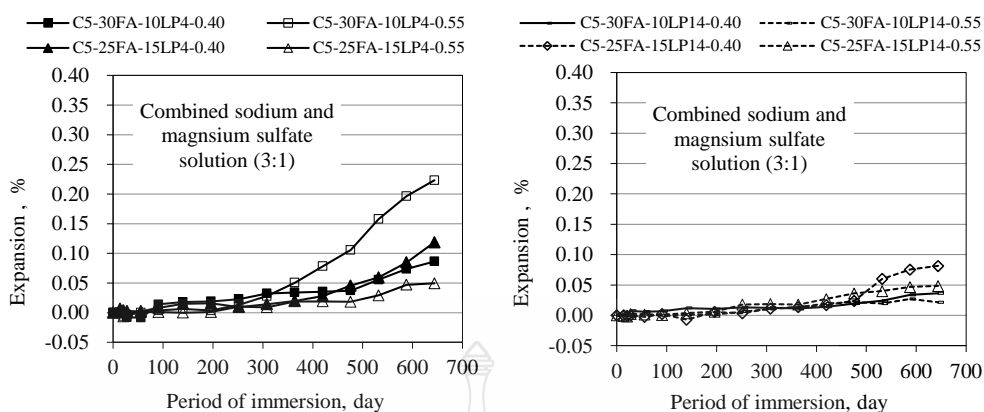 C5-30FA-10LP4-0.40 C5-30FA-10LP4-0.55
C5-25FA-15LP4-0.40 C5-25FA-15LP4-0.55
0.40
0.35
0.30
0.25
0.20
0.15
0.10
0.05
0.00
-0.05
Expansion , %
Combined sodium and
magnsium sulfate
solution (3:1)
0 100 200 300 400 500 600 700
Period of immersion, day
C5-30FA-10LP14-0.40 C5-30FA-10LP14-0.55
C5-25FA-15LP14-0.40 C5-25FA-15LP14-0.55
0.40
0.35
0.30
0.25
0.20
0.15
0.10
0.05
0.00
-0.05
Expansion , %
Combined sodium and
magnsium sulfate
solution (3:1)
0 100 200 300 400 500 600 700
Period of immersion, day